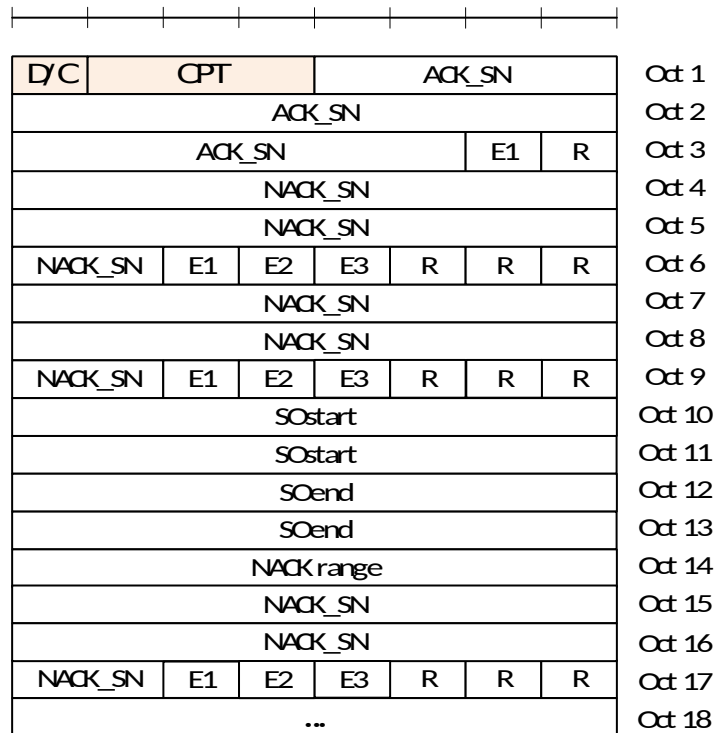 D/C CPT ACK_SN Oct 1
ACK_SN Oct 2
ACK_SN E1 R Oct 3
NACK_SN Oct 4
NACK_SN Oct 5
NACK_SN E1 E2 E3 R R R Oct 6
NACK_SN Oct 7
NACK_SN Oct 8
NACK_SN E1 E2 E3 R R R Oct 9
SOstart Oct 10
SOstart Oct 11
SOend Oct 12
SOend Oct 13
NACK range Oct 14
NACK_SN Oct 15
NACK_SN Oct 16
NACK_SN E1 E2 E3 R R R Oct 17
... Oct 18